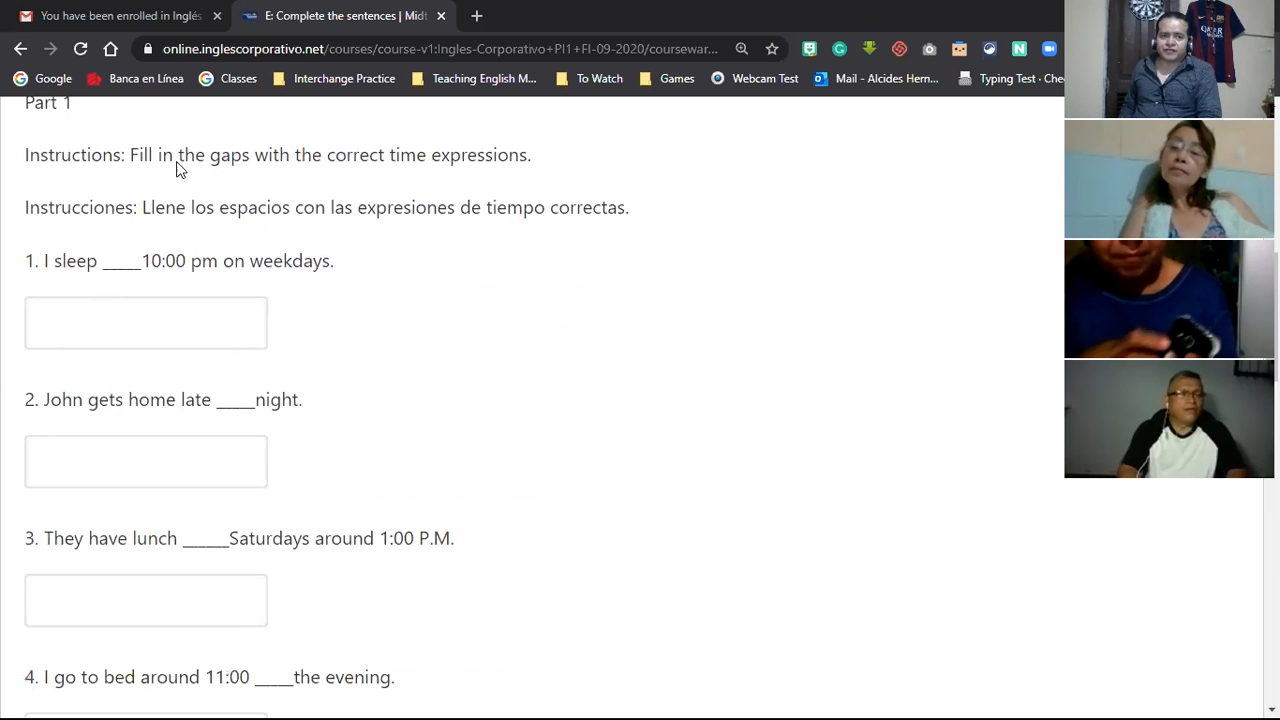 You have been enrolled in Inglés
E: Complete the sentences | Midt
online.inglescorporativo.net/courses/course-v1:Ingles-Corporativo+PI1+FI-09-2020/coursewar...
Google
Banca en Línea
Classes
Interchange Practice
Teaching English M...
To Watch
Games
Webcam Test
Mail - Alcides Hern...
Typing Test - Che
Part 1
Instructions: Fill in the gaps with the correct time expressions.
Instrucciones: Llene los espacios con las expresiones de tiempo correctas.
1. I sleep _____10:00 pm on weekdays.
2. John gets home late _____night.
3. They have lunch ______Saturdays around 1:00 P.M.
4. I go to bed around 11:00 _____the evening.